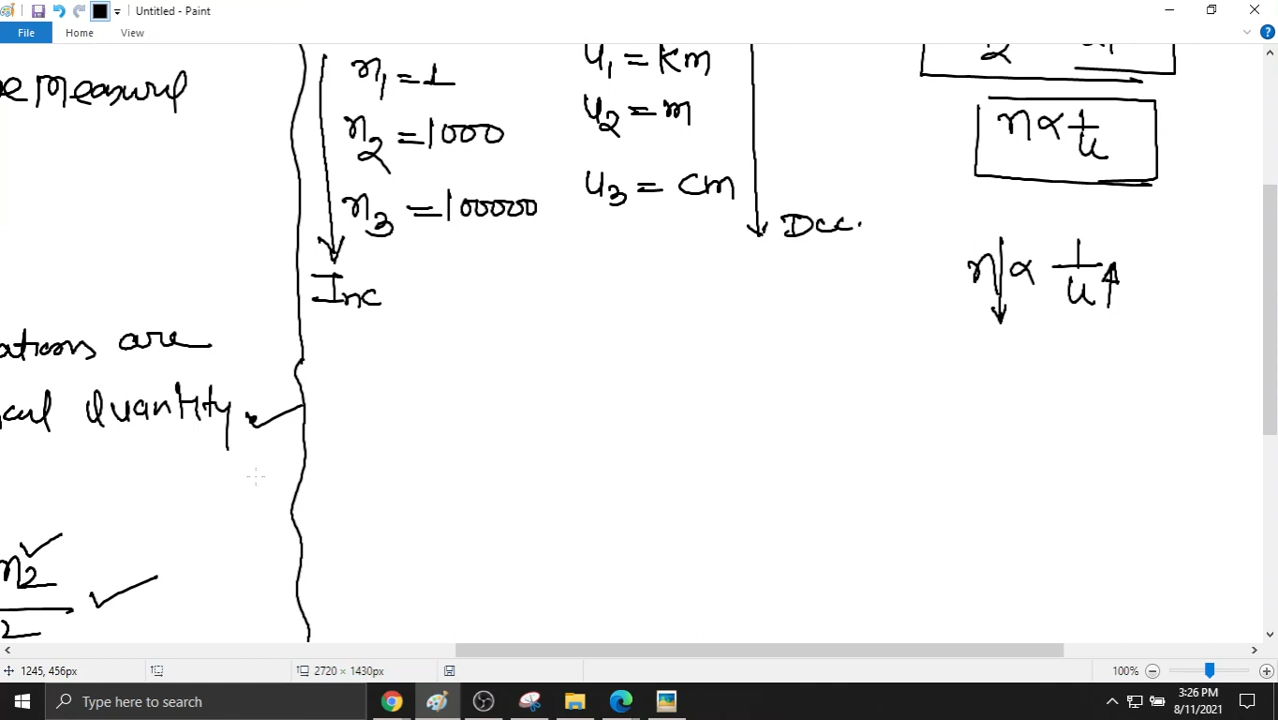 Untitled - Paint
File Home View
be Measure
n1 = 1
n2 = 1000
n3 = 100000
Inc
u1 = km
u2 = m
u3 = cm
Dec.
n ∝ 1/u
n ∝ 1/u
ations are
cal Quantity
n2
2
1245, 456px
2720 × 1430px
100%
Type here to search
3:26 PM
8/11/2021